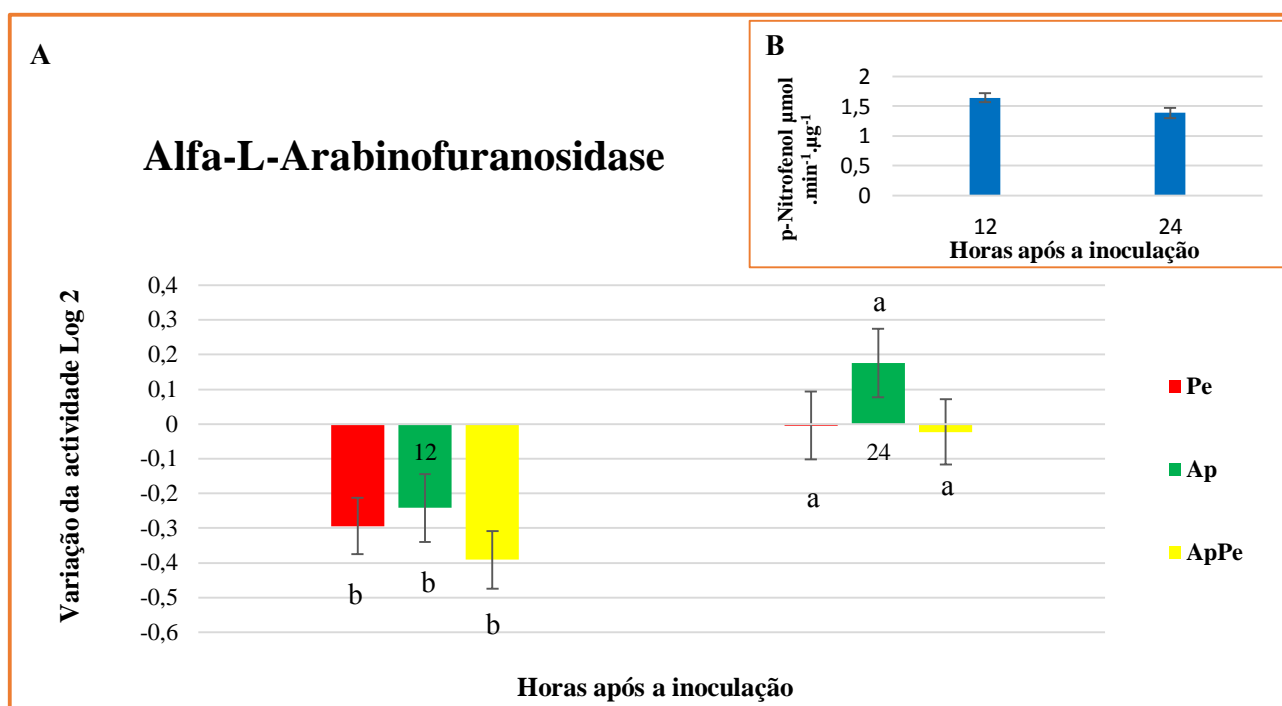 A
Alfa-L-Arabinofuranosidase
B
p-Nitrofenol µmol
.min⁻¹.µg⁻¹
2
1,5
1
0,5
0
12
24
Horas após a inoculação
Variação da actividade Log 2
0,4
0,3
0,2
0,1
0
-0,1
-0,2
-0,3
-0,4
-0,5
-0,6
12
24
b
b
b
a
a
a
Horas após a inoculação
Pe
Ap
ApPe